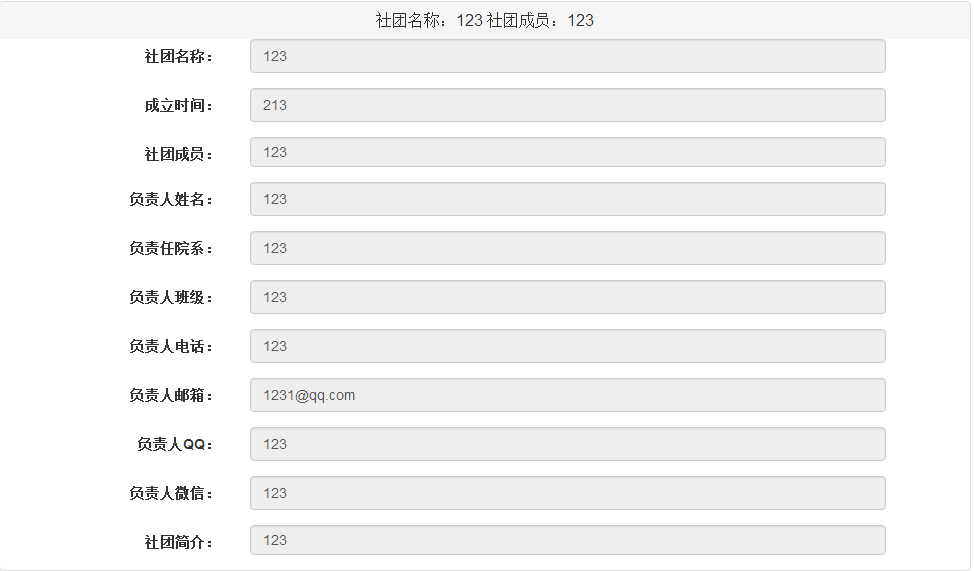 社团名称：123 社团成员：123
社团名称： 123
成立时间： 213
社团成员： 123
负责人姓名： 123
负责任院系： 123
负责人班级： 123
负责人电话： 123
负责人邮箱： 1231@qq.com
负责人QQ： 123
负责人微信： 123
社团简介： 123